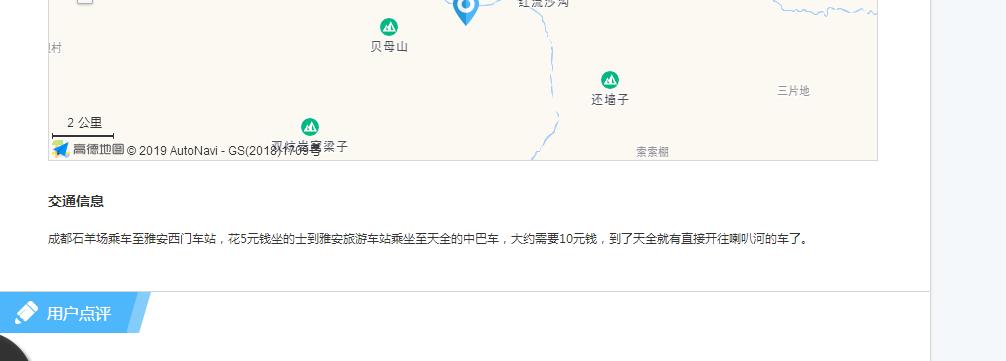 红流沙沟
贝母山
还墙子
三片地
2 公里
高德地图 © 2019 AutoNavi - GS(2018)1709号
索索棚
交通信息
成都石羊场乘车至雅安西门车站，花5元钱坐的士到雅安旅游车站乘坐至天全的中巴车，大约需要10元钱，到了天全就有直接开往喇叭河的车了。
用户点评